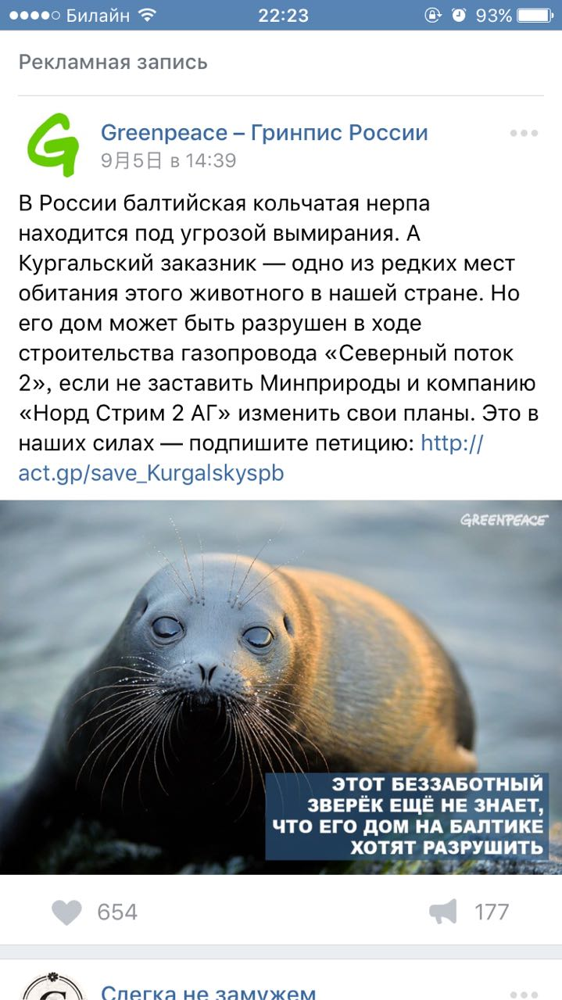 Билайн 22:23 93%
Рекламная запись
Greenpeace – Гринпис России
9月5日 в 14:39
В России балтийская кольчатая нерпа
находится под угрозой вымирания. А
Кургальский заказник — одно из редких мест
обитания этого животного в нашей стране. Но
его дом может быть разрушен в ходе
строительства газопровода «Северный поток
2», если не заставить Минприроды и компанию
«Норд Стрим 2 АГ» изменить свои планы. Это в
наших силах — подпишите петицию: http://
act.gp/save_Kurgalskyspb
GREENPEACE
ЭТОТ БЕЗЗАБОТНЫЙ
ЗВЕРЁК ЕЩЁ НЕ ЗНАЕТ,
ЧТО ЕГО ДОМ НА БАЛТИКЕ
ХОТЯТ РАЗРУШИТЬ
654 177
Слегка не замужем